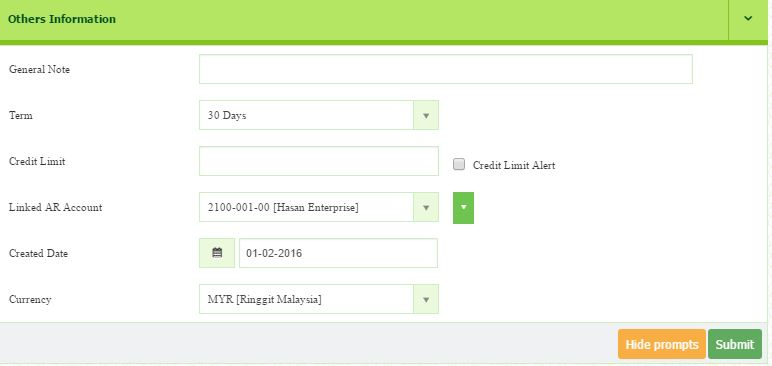 Others Information
General Note
Term 30 Days
Credit Limit Credit Limit Alert
Linked AR Account 2100-001-00 [Hasan Enterprise]
Created Date 01-02-2016
Currency MYR [Ringgit Malaysia]
Hide prompts Submit